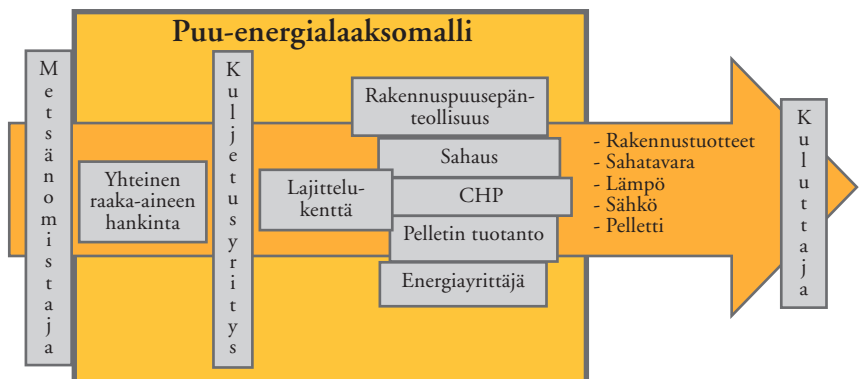 Puu-energialaaksomalli
Metsänomistaja
Yhteinen
raaka-aineen
hankinta
Kuljetusyritys
Lajittelu-
kenttä
Rakennuspuusepän-
teollisuus
Sahaus
CHP
Pelletin tuotanto
Energiayrittäjä
- Rakennustuotteet
- Sahatavara
- Lämpö
- Sähkö
- Pelletti
Kuluttaja